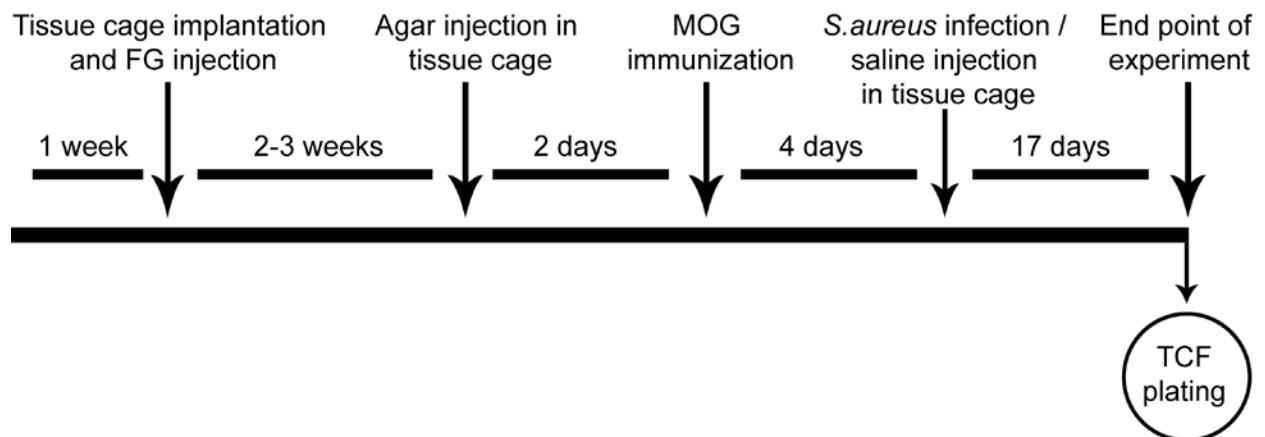 Tissue cage implantation
and FG injection
Agar injection in
tissue cage
MOG
immunization
S.aureus infection /
saline injection
in tissue cage
End point of
experiment
1 week
2-3 weeks
2 days
4 days
17 days
TCF
plating